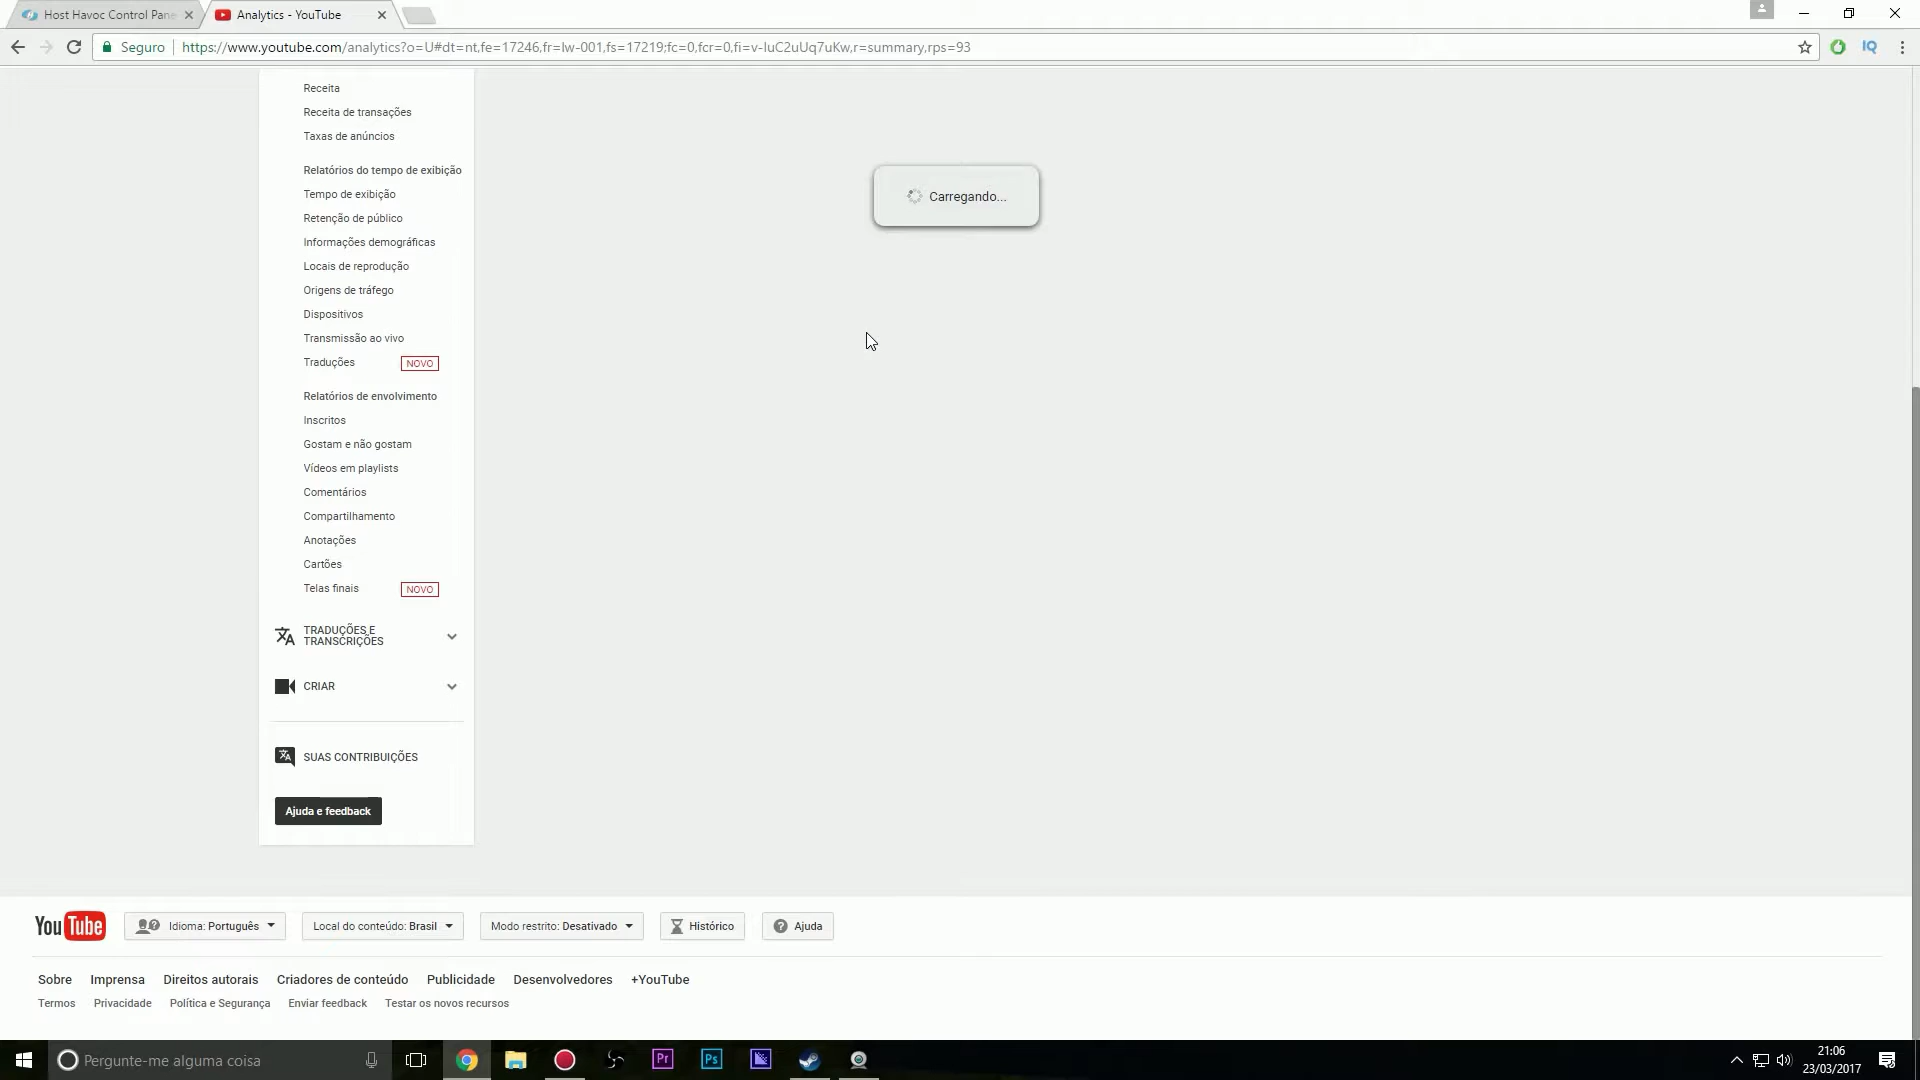 Host Havoc Control Pane
Analytics - YouTube
Seguro
https://www.youtube.com/analytics?o=U#dt=nt,fe=17246,fr=lw-001,fs=17219;fc=0,fcr=0,fi=v-luC2uUq7uKw,r=summary,rps=93
IQ
Receita
Receita de transações
Taxas de anúncios
Relatórios do tempo de exibição
Tempo de exibição
Retenção de público
Informações demográficas
Locais de reprodução
Origens de tráfego
Dispositivos
Transmissão ao vivo
Traduções NOVO
Relatórios de envolvimento
Inscritos
Gostam e não gostam
Vídeos em playlists
Comentários
Compartilhamento
Anotações
Cartões
Telas finais NOVO
TRADUÇÕES E
TRANSCRIÇÕES
CRIAR
SUAS CONTRIBUIÇÕES
Ajuda e feedback
Carregando...
YouTube Idioma: Português Local do conteúdo: Brasil Modo restrito: Desativado Histórico Ajuda
Sobre Imprensa Direitos autorais Criadores de conteúdo Publicidade Desenvolvedores +YouTube
Termos Privacidade Política e Segurança Enviar feedback Testar os novos recursos
Pergunte-me alguma coisa
Pr
Ps
21:06
23/03/2017